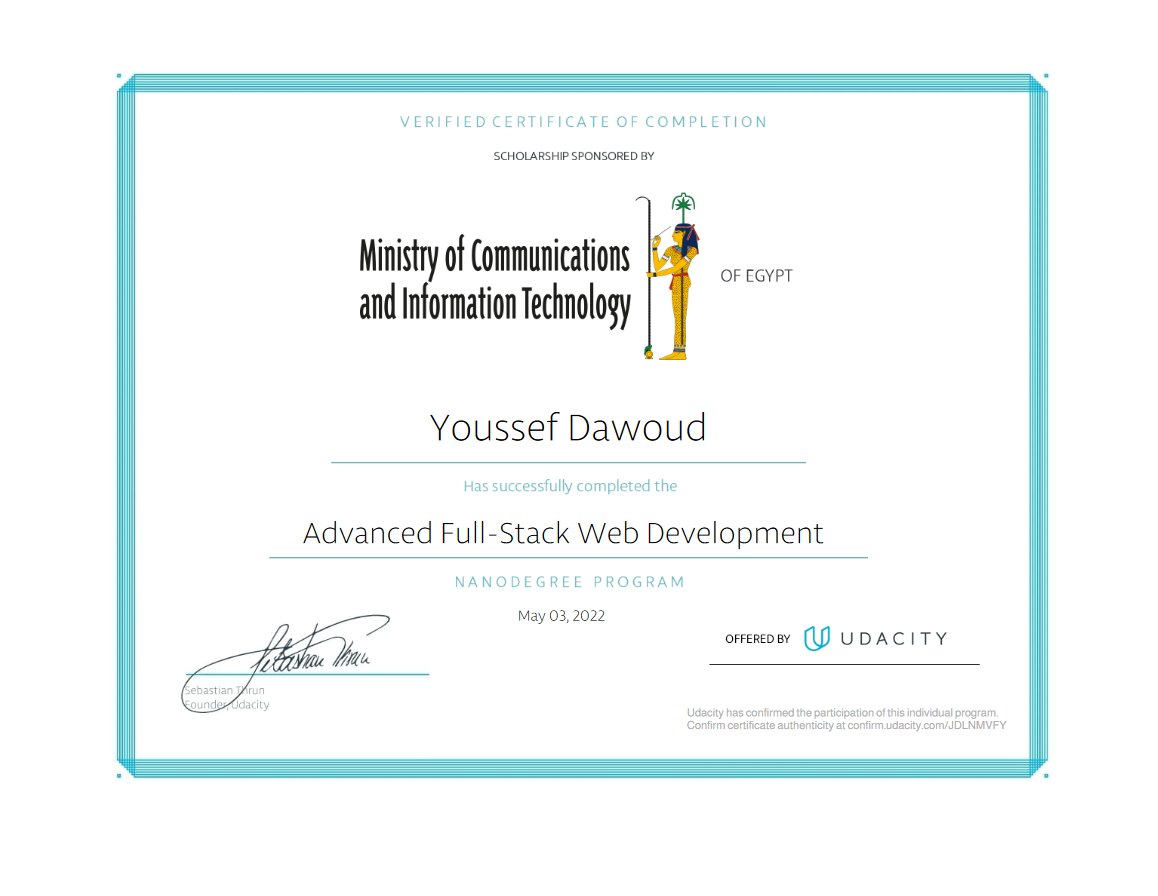 VERIFIED CERTIFICATE OF COMPLETION
SCHOLARSHIP SPONSORED BY
Ministry of Communications
and Information Technology
OF EGYPT
Youssef Dawoud
Has successfully completed the
Advanced Full-Stack Web Development
NANODEGREE PROGRAM
May 03, 2022
OFFERED BY UDACITY
Sebastian Thrun
Sebastian Thrun
Founder, Udacity
Udacity has confirmed the participation of this individual program.
Confirm certificate authenticity at confirm.udacity.com/JDLNMVFY